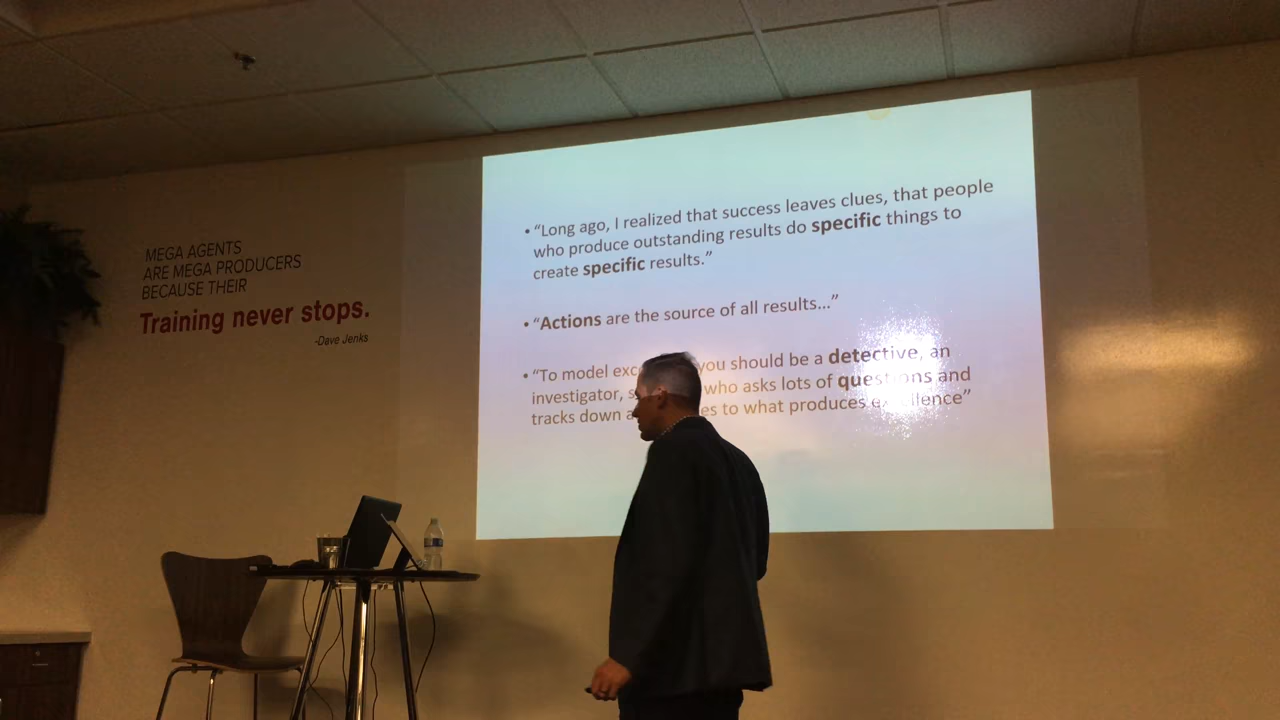 MEGA AGENTS
ARE MEGA PRODUCERS
BECAUSE THEIR
Training never stops.
-Dave Jenks
• “Long ago, I realized that success leaves clues, that people
who produce outstanding results do specific things to
create specific results.”
• “Actions are the source of all results...”
• “To model you should be a detective, an
investigator, who asks lots of questions and
tracks down to what produces excellence”